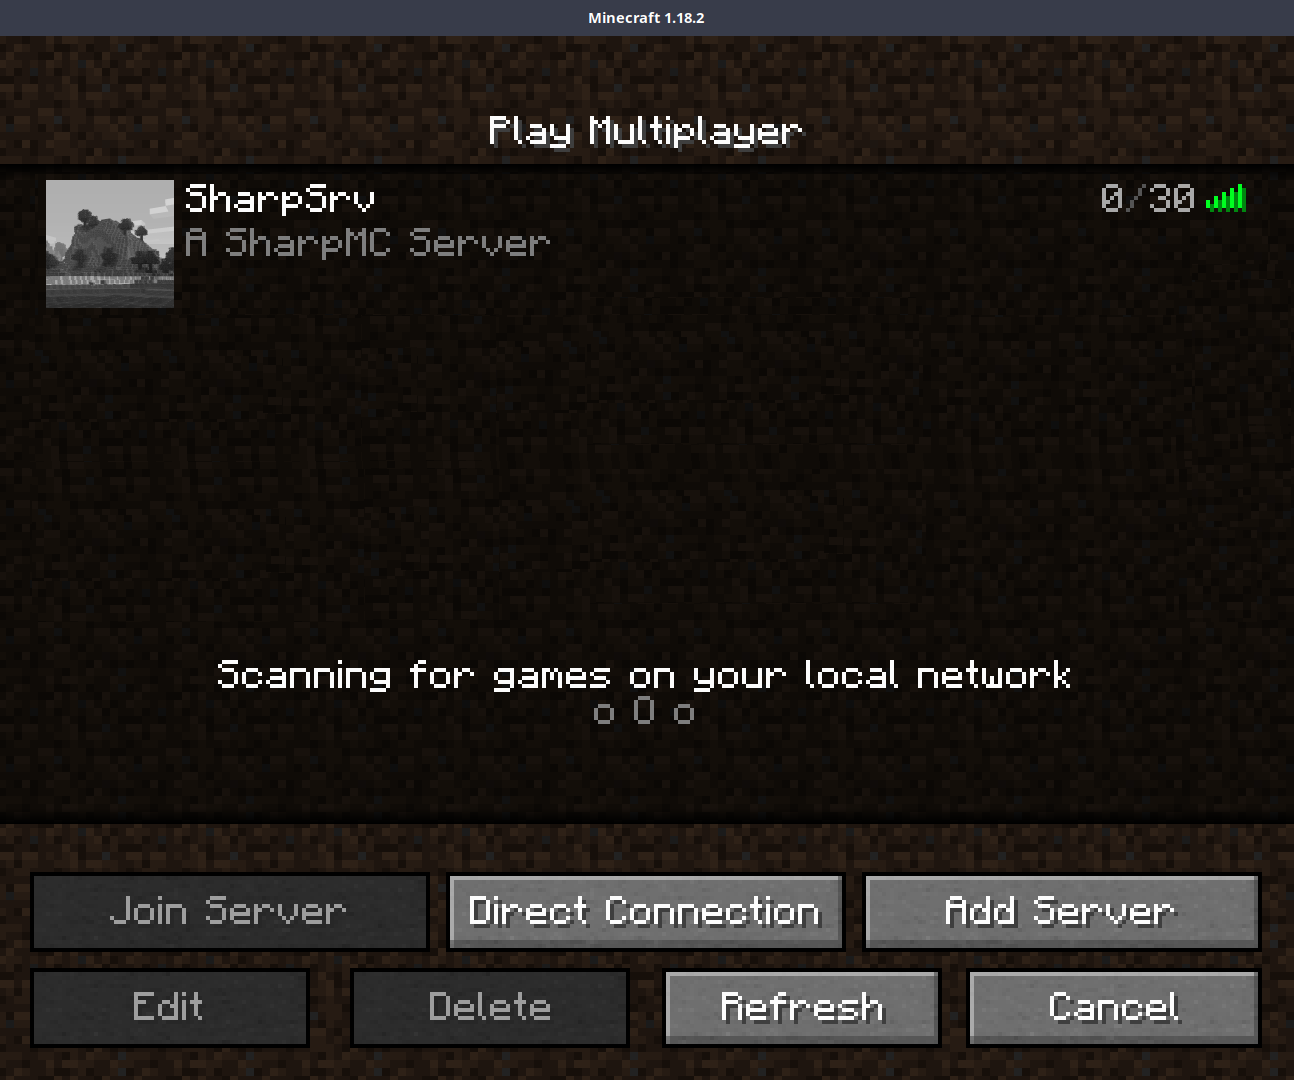 Minecraft 1.18.2
Play Multiplayer
SharpSrv
0/30
A SharpMC Server
Scanning for games on your local network
o O o
Join Server
Direct Connection
Add Server
Edit
Delete
Refresh
Cancel